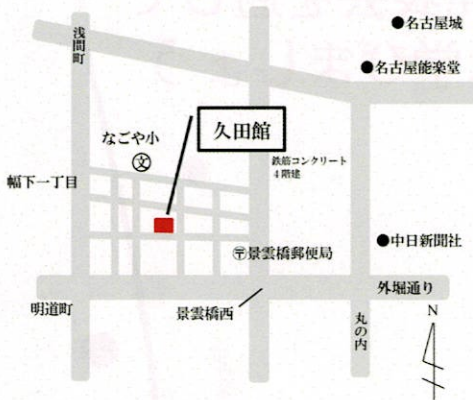 ●名古屋城
浅間町
●名古屋能楽堂
久田館
なごや小
文
鉄筋コンクリート
4階建
幅下一丁目
●中日新聞社
〒景雲橋郵便局
外堀通り
明道町
景雲橋西
丸の内
N